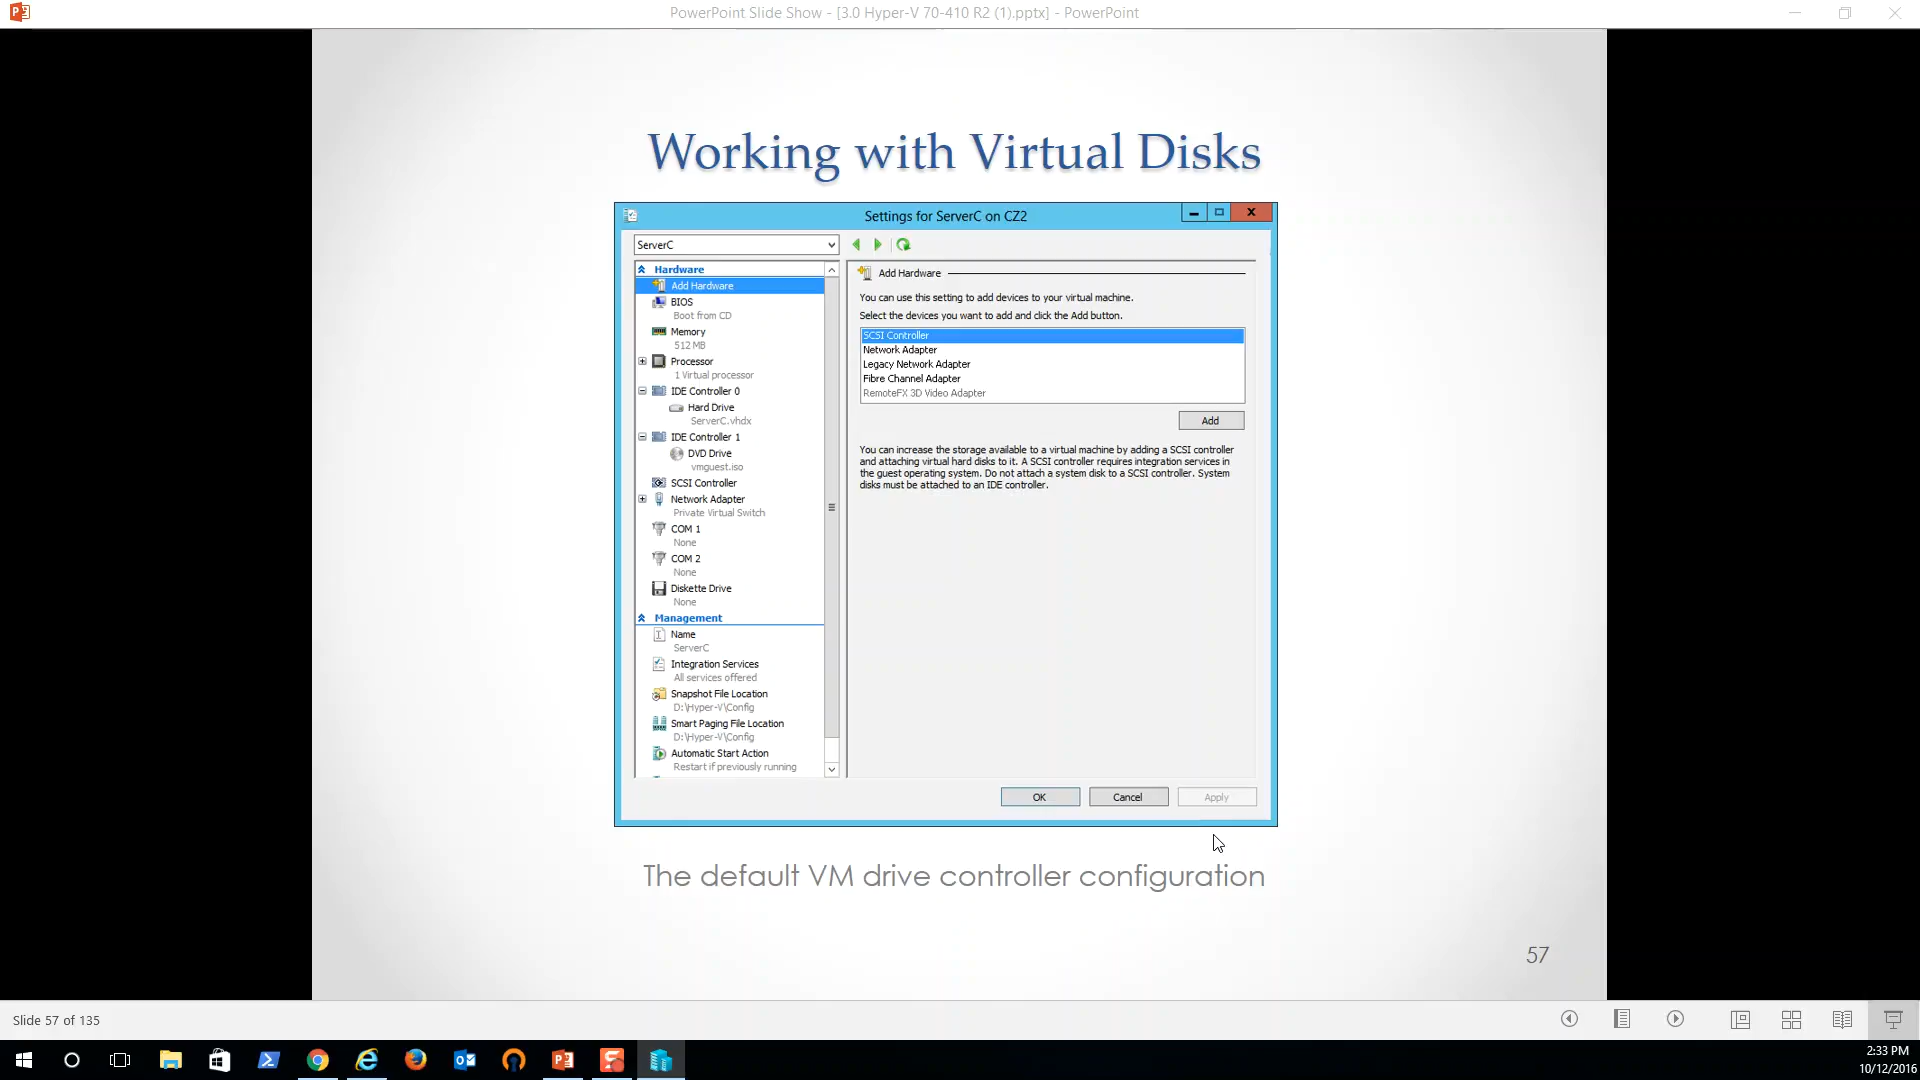 PowerPoint Slide Show - [3.0 Hyper-V 70-410 R2 (1).pptx] - PowerPoint
Working with Virtual Disks
Settings for ServerC on CZ2
ServerC
Hardware
Add Hardware
BIOS
Boot from CD
Memory
512 MB
Processor
1 Virtual processor
IDE Controller 0
Hard Drive
ServerC.vhdx
IDE Controller 1
DVD Drive
vmguest.iso
SCSI Controller
Network Adapter
Private Virtual Switch
COM 1
None
COM 2
None
Diskette Drive
None
Management
Name
ServerC
Integration Services
All services offered
Snapshot File Location
D:\Hyper-V\Config
Smart Paging File Location
D:\Hyper-V\Config
Automatic Start Action
Restart if previously running
Add Hardware
You can use this setting to add devices to your virtual machine.
Select the devices you want to add and click the Add button.
SCSI Controller
Network Adapter
Legacy Network Adapter
Fibre Channel Adapter
RemoteFX 3D Video Adapter
Add
You can increase the storage available to a virtual machine by adding a SCSI controller
and attaching virtual hard disks to it. A SCSI controller requires integration services in
the guest operating system. Do not attach a system disk to a SCSI controller. System
disks must be attached to an IDE controller.
OK
Cancel
Apply
The default VM drive controller configuration
57
Slide 57 of 135
2:33 PM
10/12/2016